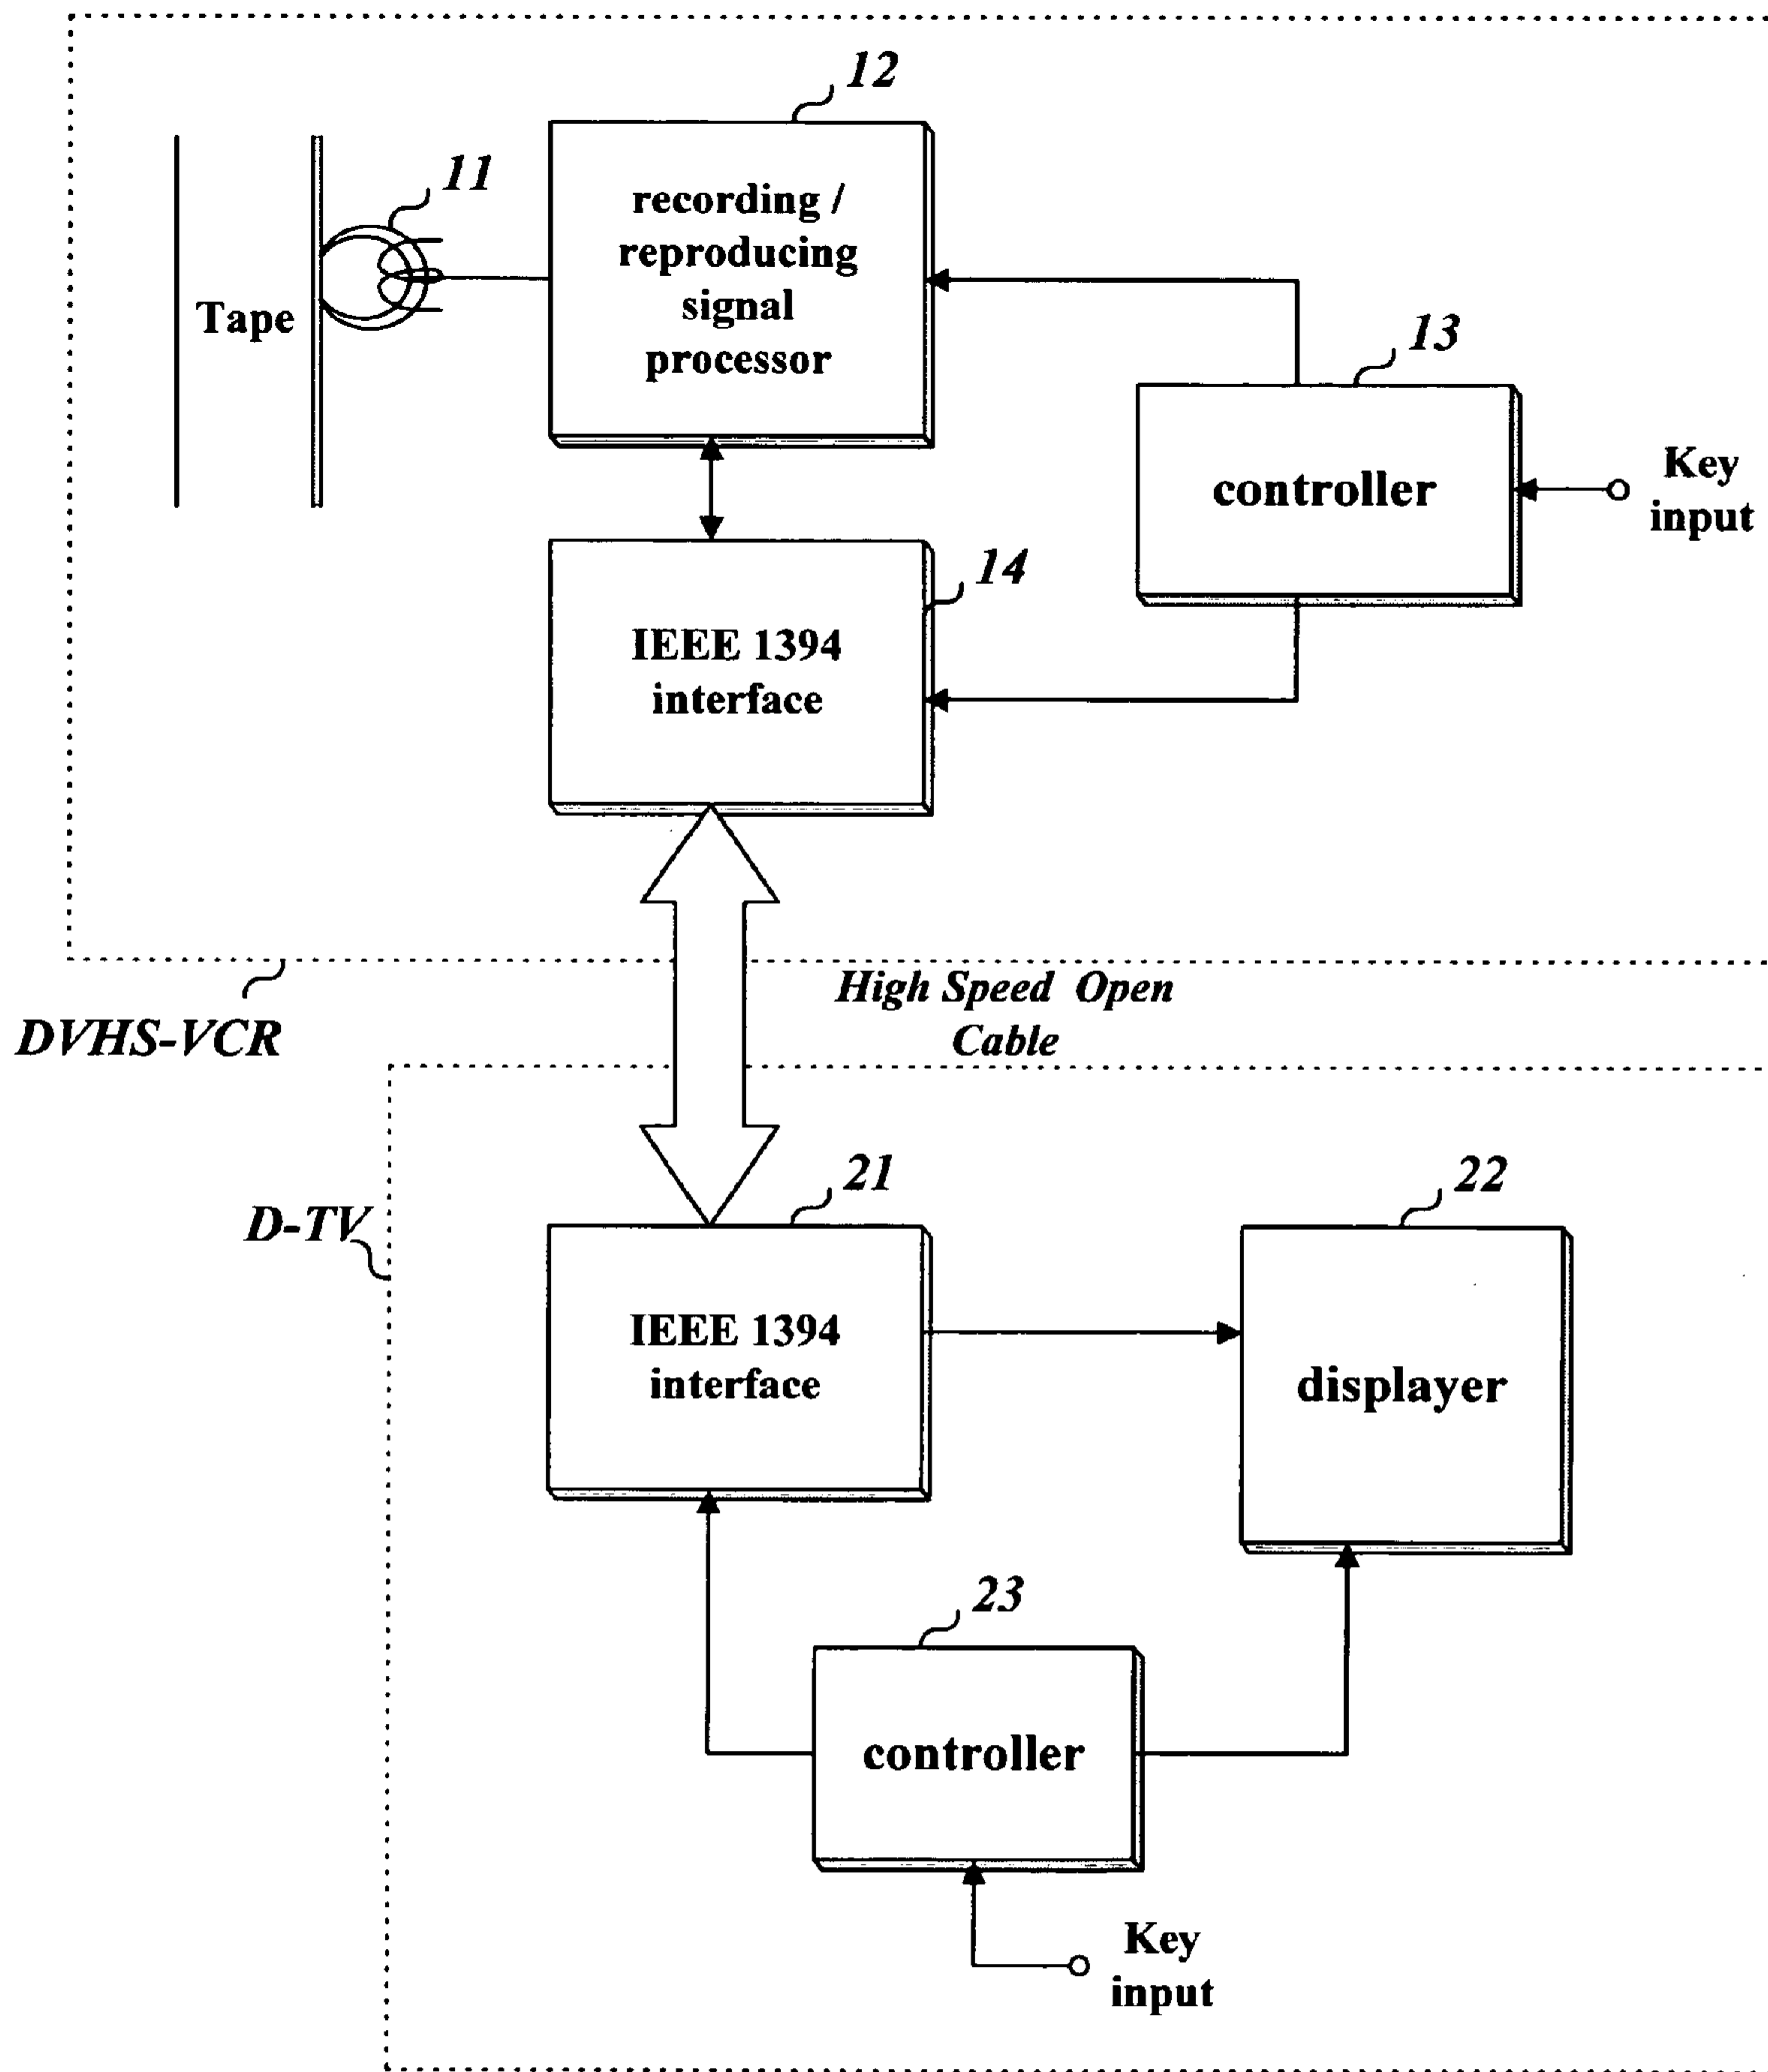 12
11
recording /
reproducing
signal
processor
Tape
13
controller
Key
input
14
IEEE 1394
interface
DVHS-VCR
High Speed Open
Cable
D-TV
21
22
IEEE 1394
interface
displayer
23
controller
Key
input